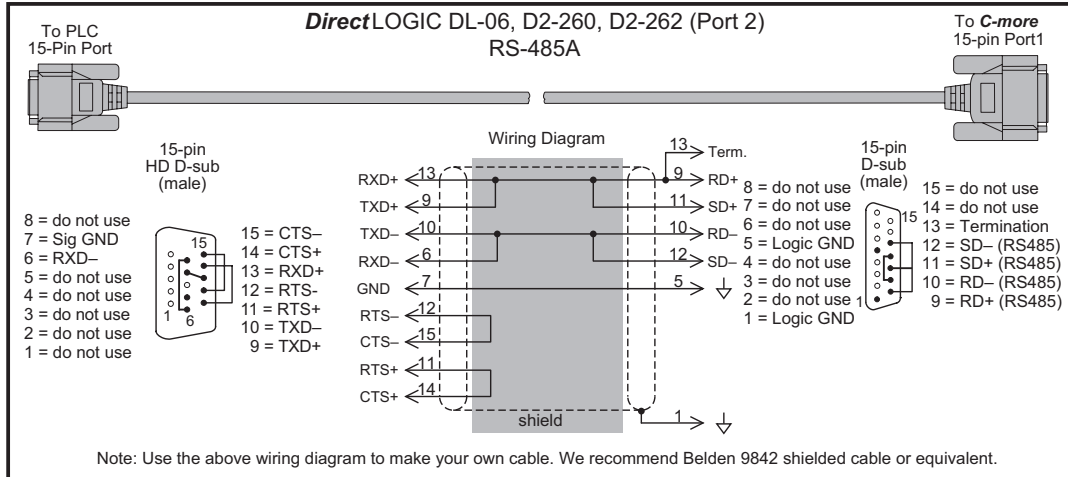 DirectLOGIC DL-06, D2-260, D2-262 (Port 2)
RS-485A
To PLC
15-Pin Port
To C-more
15-pin Port1
15-pin
HD D-sub
(male)
8 = do not use
7 = Sig GND
6 = RXD–
5 = do not use
4 = do not use
3 = do not use
2 = do not use
1 = do not use
15
1
6
15 = CTS–
14 = CTS+
13 = RXD+
12 = RTS-
11 = RTS+
10 = TXD–
9 = TXD+
Wiring Diagram
RXD+ 13
TXD+ 9
TXD– 10
RXD– 6
GND 7
RTS– 12
CTS– 15
RTS+ 11
CTS+ 14
shield
13 Term.
9 RD+
11 SD+
10 RD–
12 SD–
5
1
8 = do not use
7 = do not use
6 = do not use
5 = Logic GND
4 = do not use
3 = do not use
2 = do not use
1 = Logic GND
15-pin
D-sub
(male)
15
1
15 = do not use
14 = do not use
13 = Termination
12 = SD– (RS485)
11 = SD+ (RS485)
10 = RD– (RS485)
9 = RD+ (RS485)
Note: Use the above wiring diagram to make your own cable. We recommend Belden 9842 shielded cable or equivalent.